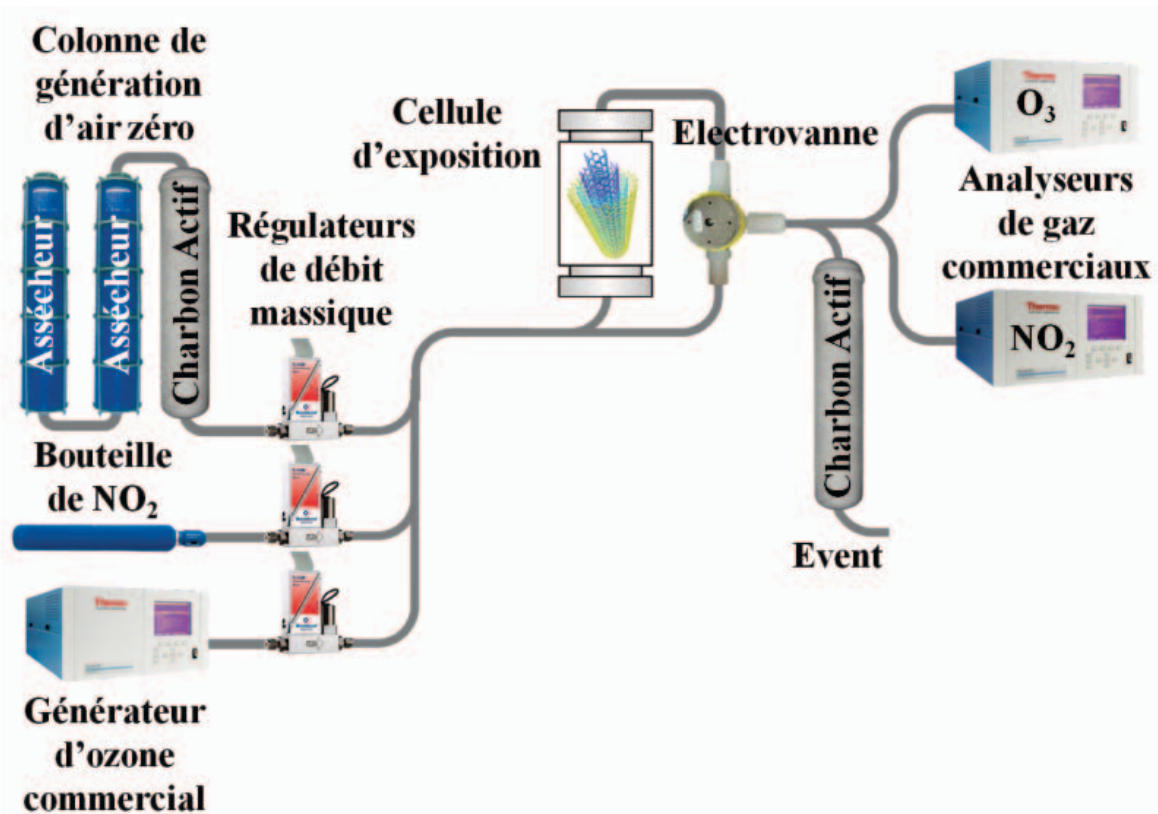 Colonne de
génération
d'air zéro
Assécheur
Assécheur
Charbon Actif
Régulateurs
de débit
massique
Bouteille
de NO₂
Générateur
d'ozone
commercial
Cellule
d'exposition
Electrovanne
O₃
Analyseurs
de gaz
commerciaux
NO₂
Charbon Actif
Event